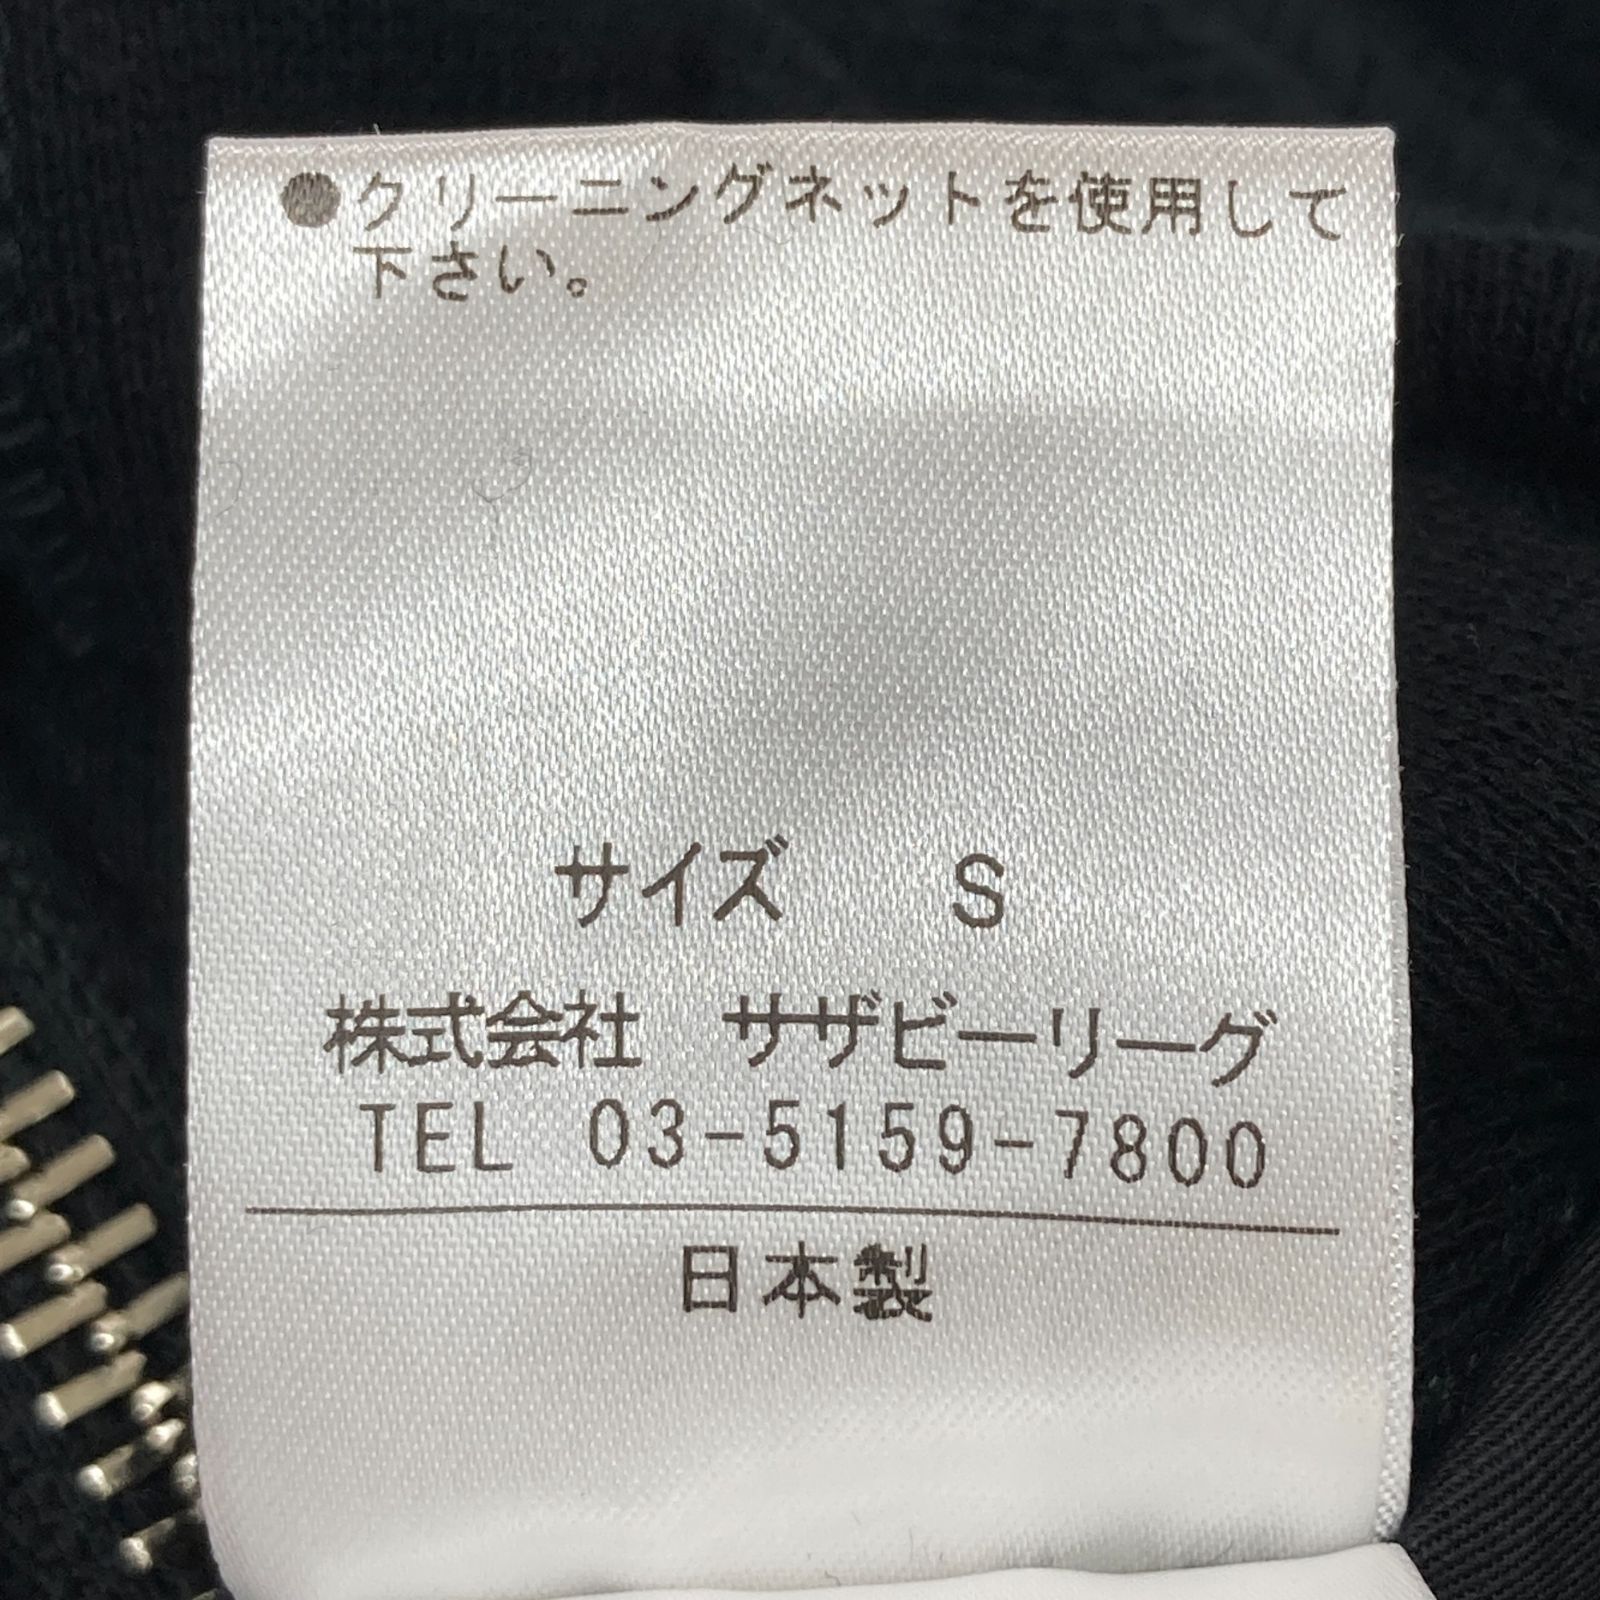 ●クリーニングネットを使用して
下さい。
サイズ S
株式会社 サザビーリーグ
TEL 03-5159-7800
日本製